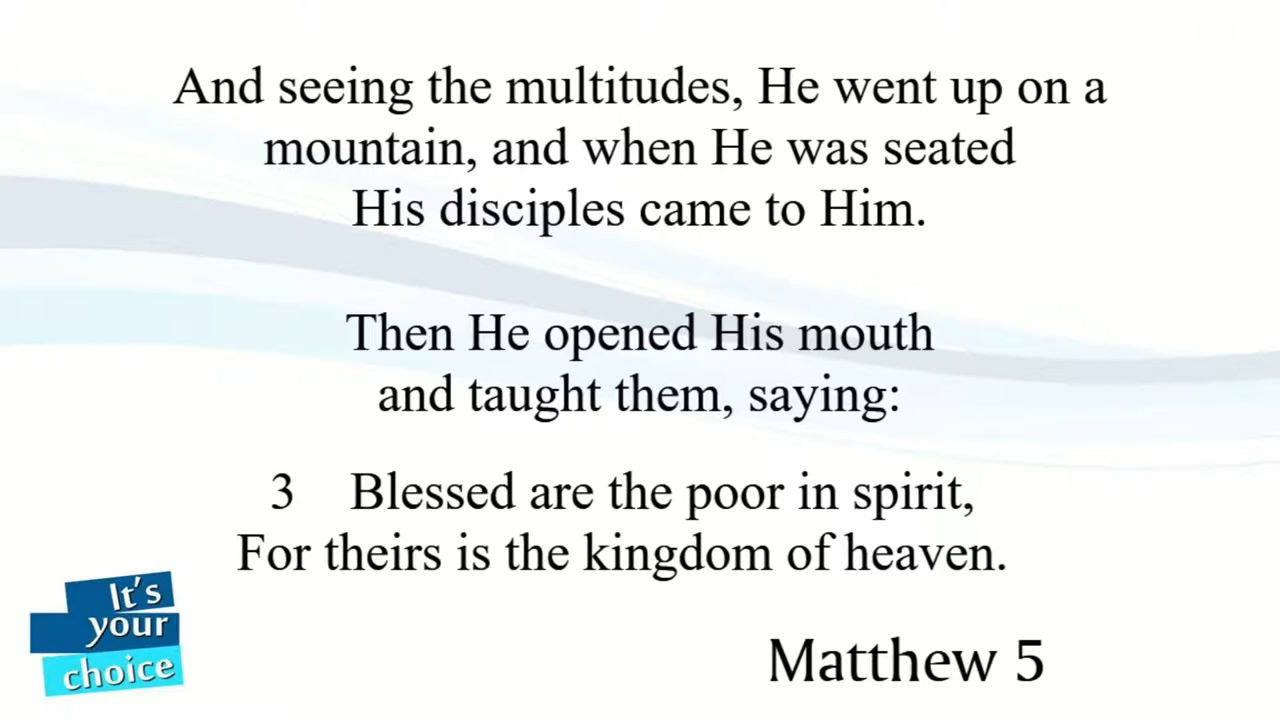 And seeing the multitudes, He went up on a
mountain, and when He was seated
His disciples came to Him.
Then He opened His mouth
and taught them, saying:
3 Blessed are the poor in spirit,
For theirs is the kingdom of heaven.
It's
your
choice
Matthew 5